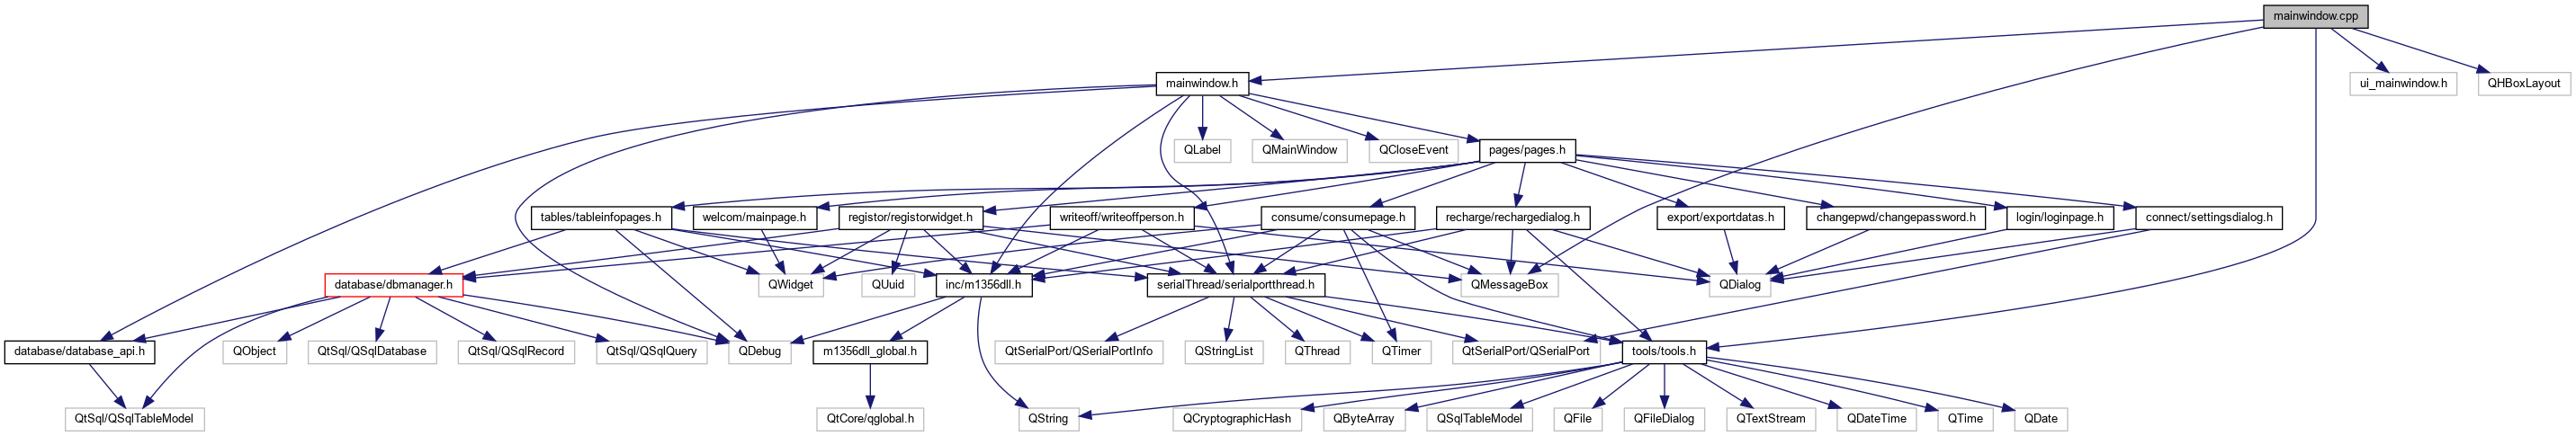 mainwindow.cpp
mainwindow.h
ui_mainwindow.h
QHBoxLayout
QLabel
QMainWindow
QCloseEvent
pages/pages.h
tables/tableinfopages.h
welcom/mainpage.h
registor/registorwidget.h
writeoff/writeoffperson.h
consume/consumepage.h
recharge/rechargedialog.h
export/exportdatas.h
changepwd/changepassword.h
login/loginpage.h
connect/settingsdialog.h
database/dbmanager.h
QWidget
QUuid
inc/m1356dll.h
serialThread/serialportthread.h
QMessageBox
QDialog
database/database_api.h
QObject
QtSql/QSqlDatabase
QtSql/QSqlRecord
QtSql/QSqlQuery
QDebug
m1356dll_global.h
QtSerialPort/QSerialPortInfo
QStringList
QThread
QTimer
QtSerialPort/QSerialPort
tools/tools.h
QtSql/QSqlTableModel
QtCore/qglobal.h
QString
QCryptographicHash
QByteArray
QSqlTableModel
QFile
QFileDialog
QTextStream
QDateTime
QTime
QDate